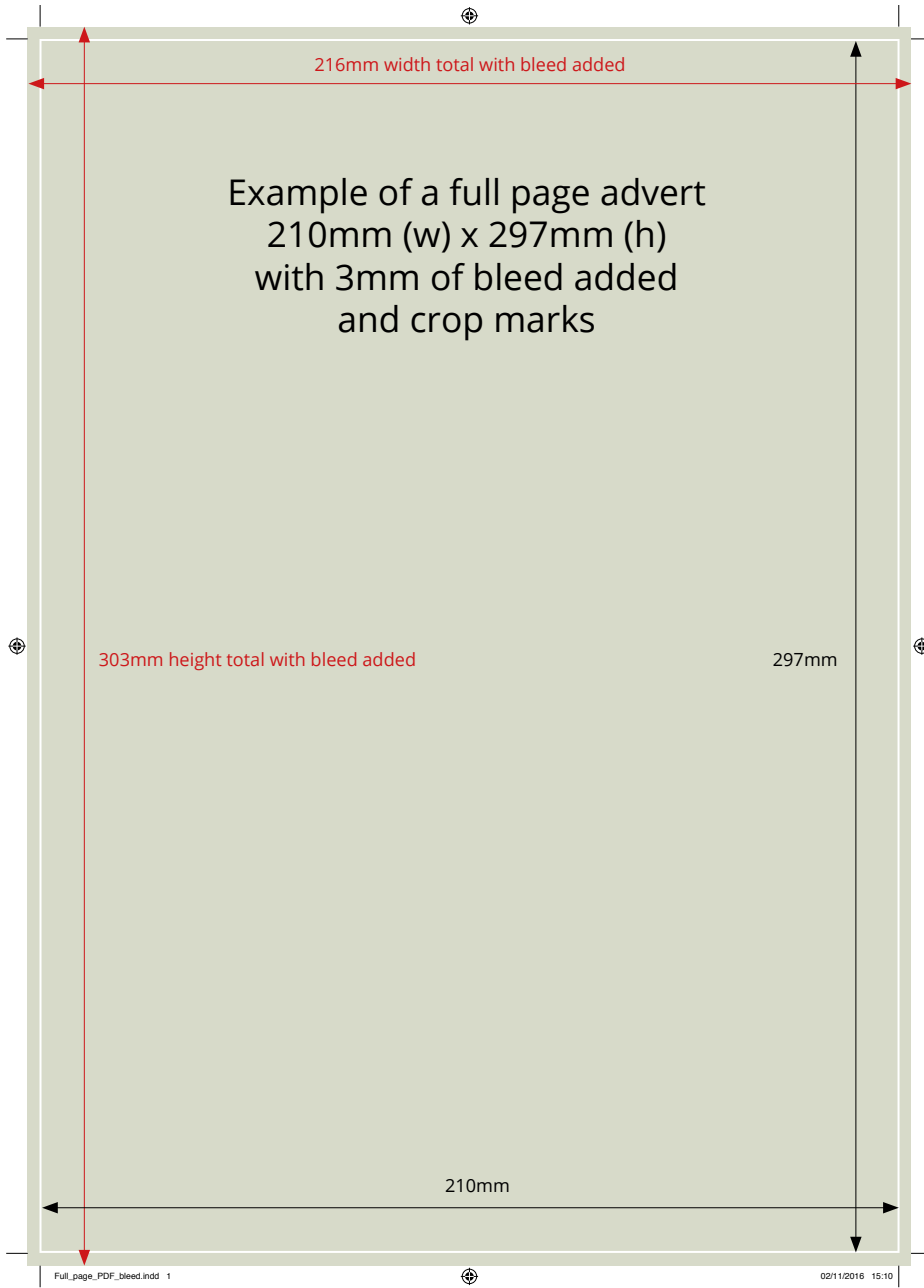 216mm width total with bleed added
Example of a full page advert
210mm (w) x 297mm (h)
with 3mm of bleed added
and crop marks
303mm height total with bleed added
297mm
210mm
Full_page_PDF_bleed.indd 1
02/11/2016 15:10